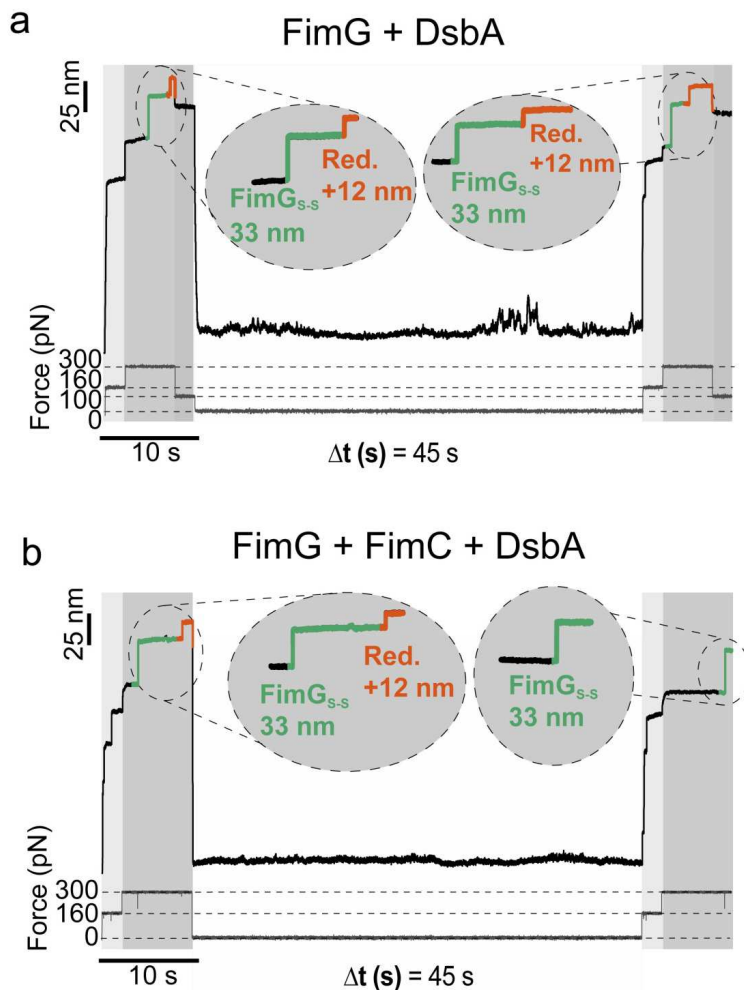 a
FimG + DsbA
25 nm
Red.
+12 nm
FimGS-S
33 nm
Red.
+12 nm
FimGS-S
33 nm
Force (pN)
300
160
100
0
10 s
Δt (s) = 45 s
b
FimG + FimC + DsbA
25 nm
Red.
+12 nm
FimGS-S
33 nm
FimGS-S
33 nm
Force (pN)
300
160
0
10 s
Δt (s) = 45 s